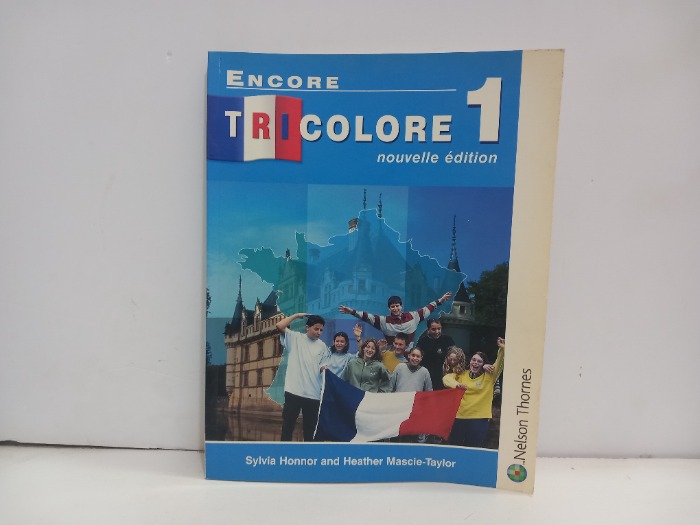 ENCORE
TRICOLORE 1
nouvelle édition
Sylvia Honnor and Heather Mascie-Taylor
Nelson Thornes